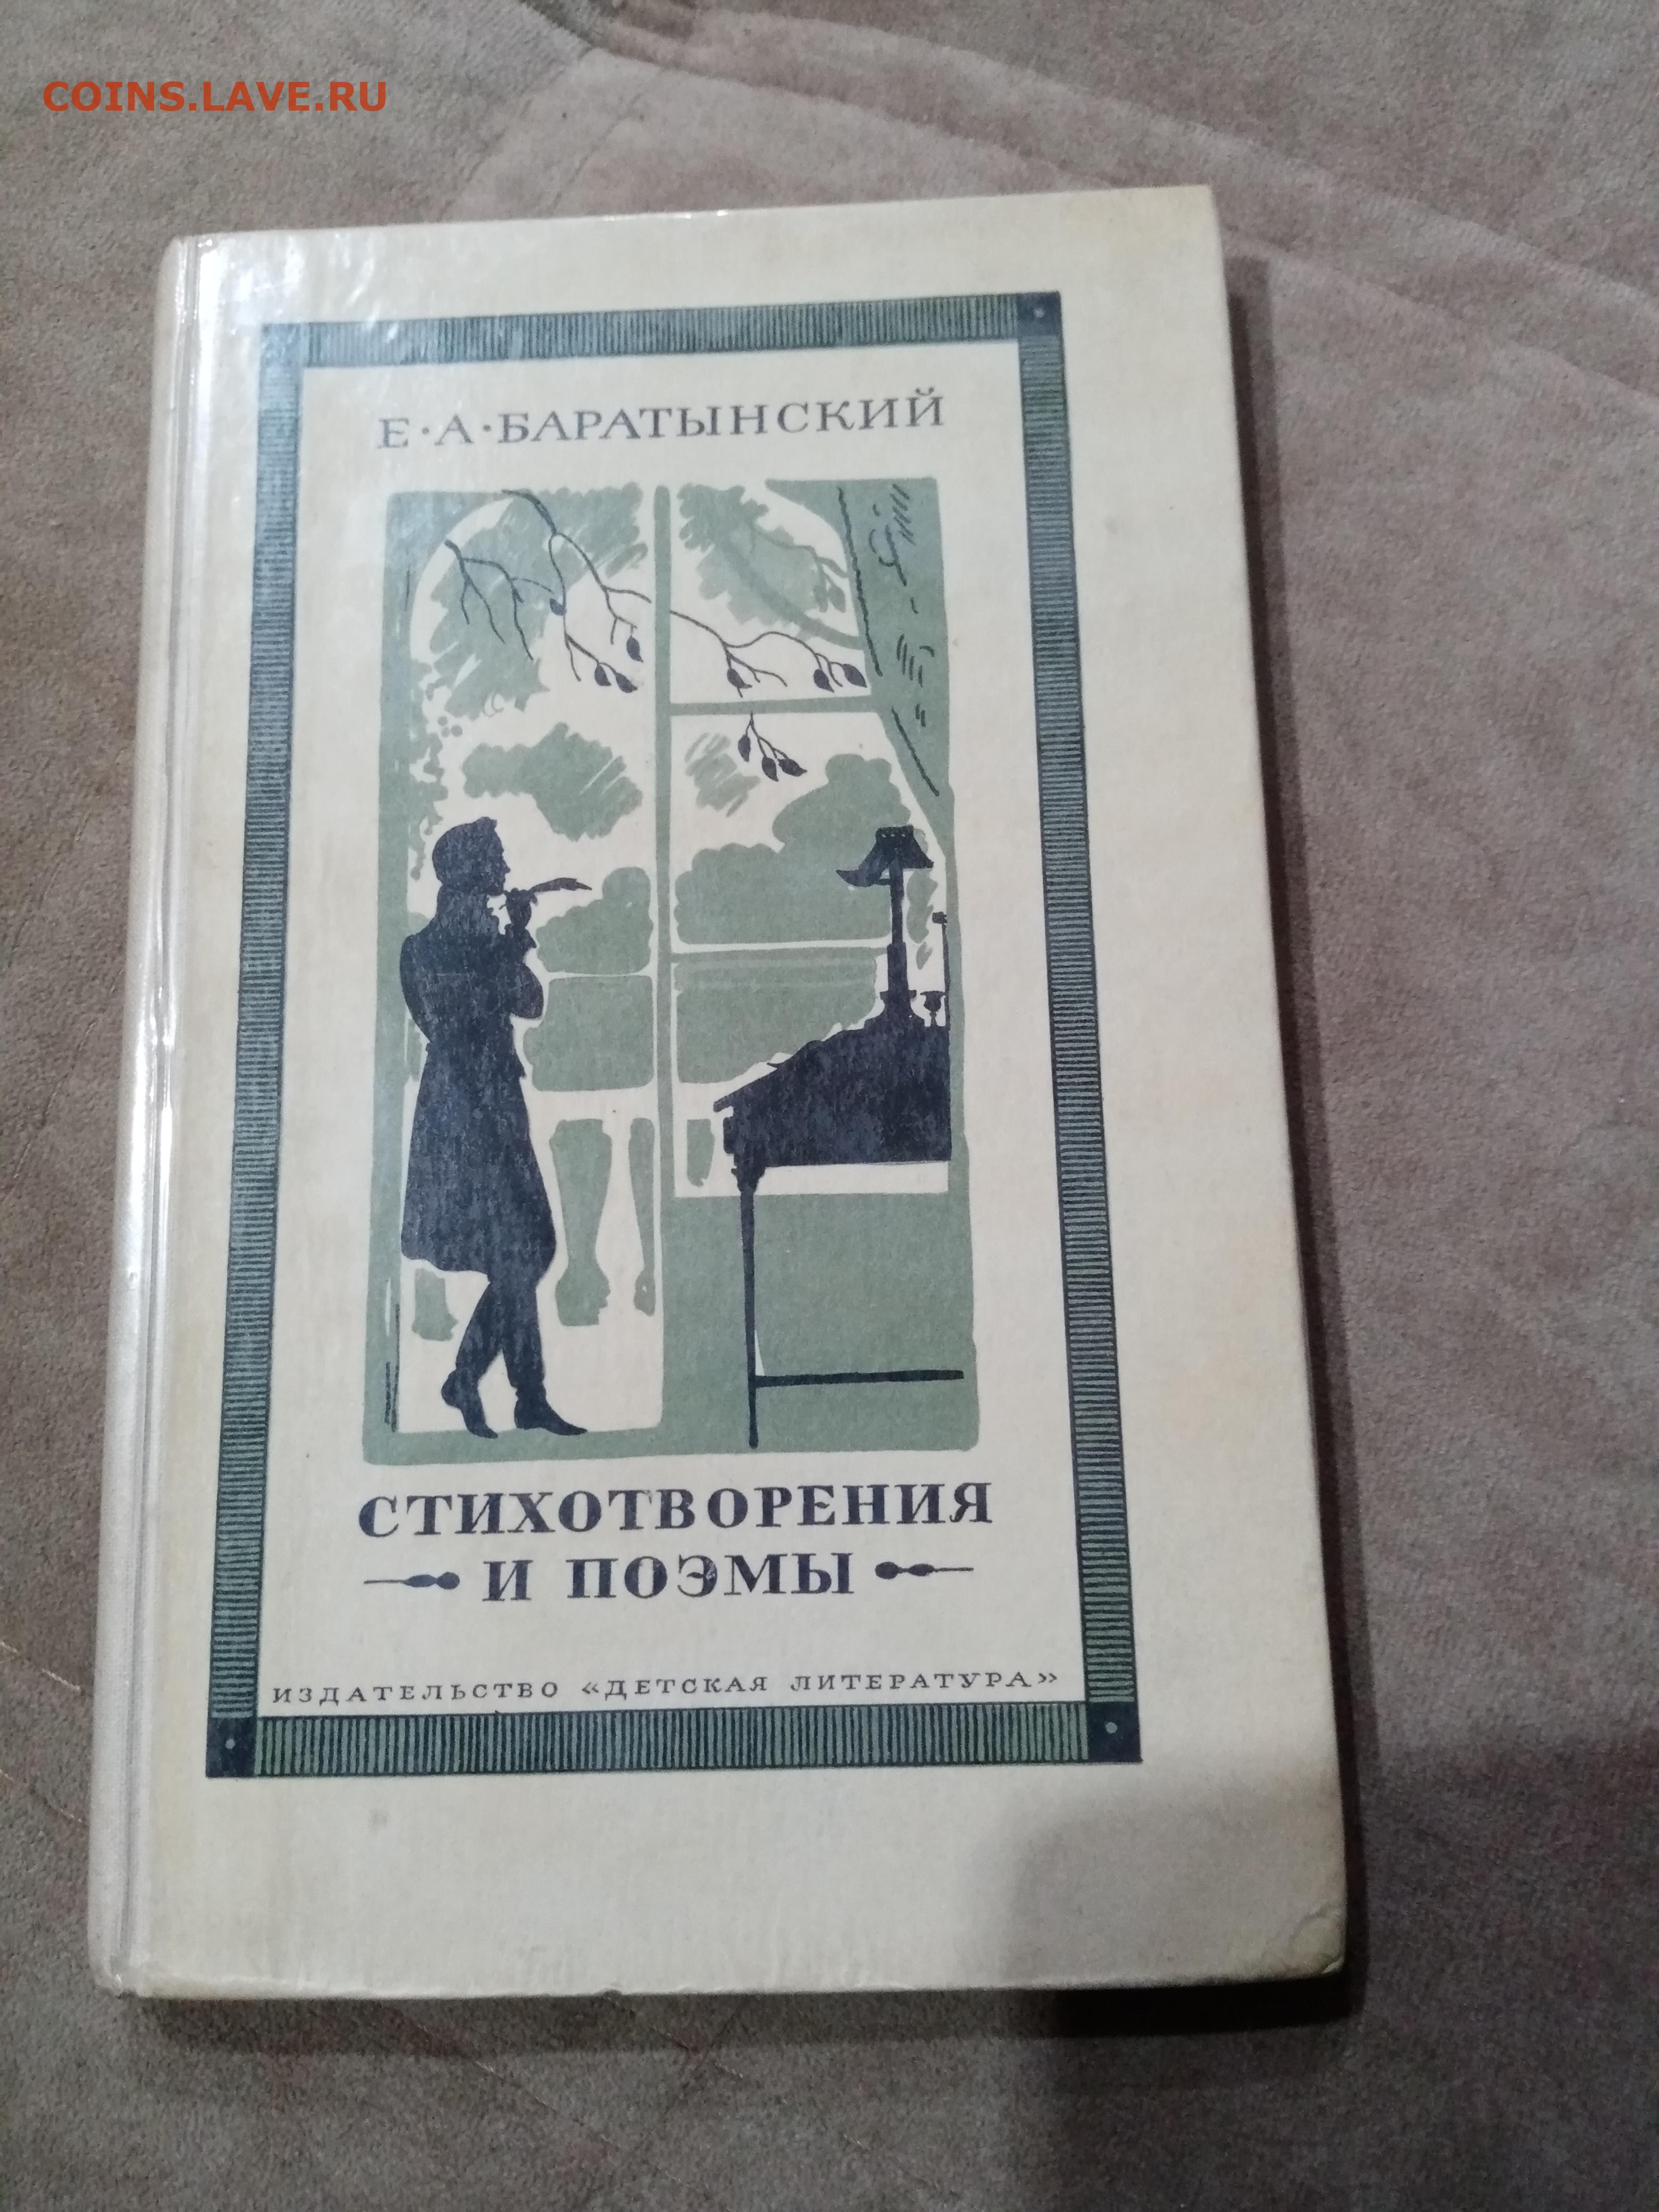 COINS.LAVE.RU
Е·А·БАРАТЫНСКИЙ
СТИХОТВОРЕНИЯ
И ПОЭМЫ
ИЗДАТЕЛЬСТВО «ДЕТСКАЯ ЛИТЕРАТУРА»